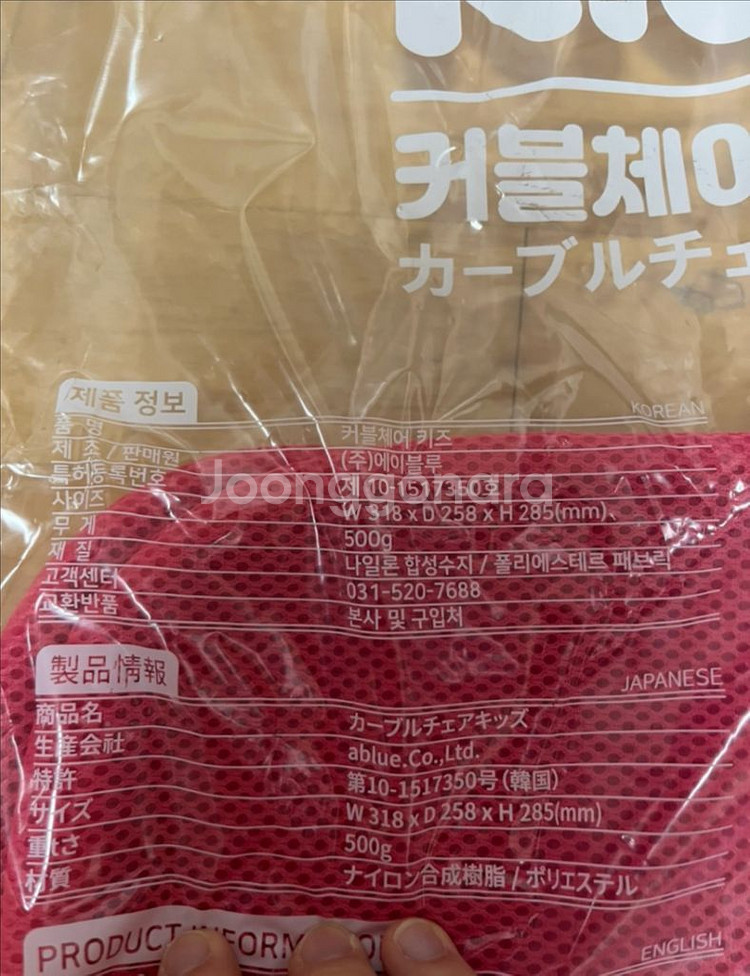 커블체어
カーブルチェ
제품 정보
KOREAN
품 명 커블체어 키즈
제 조 / 판매원 (주)에이블루
특허등록번호 제 10-1517350호
사이즈 W 318 x D 258 x H 285(mm)
무 게 500g
재 질 나일론 합성수지 / 폴리에스테르 패브릭
고객센터 031-520-7688
교환반품 본사 및 구입처
Joonggonara
製品情報
JAPANESE
商品名 カーブルチェアキッズ
生産会社 ablue.Co.,Ltd.
特許 第10-1517350号 (韓国)
サイズ W 318 x D 258 x H 285(mm)
重さ 500g
材質 ナイロン合成樹脂 / ポリエステル
PRODUCT INFORMATION
ENGLISH